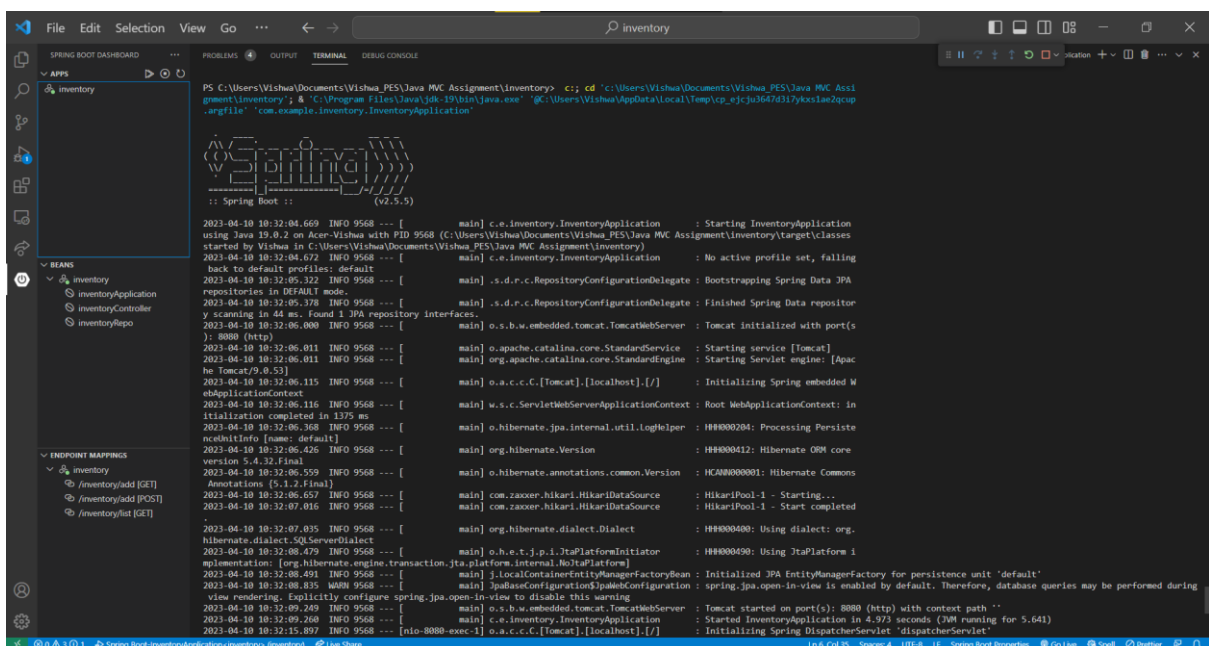 File Edit Selection View Go ··· inventory
SPRING BOOT DASHBOARD ···
APPS
inventory
BEANS
inventory
inventoryApplication
inventoryController
inventoryRepo
ENDPOINT MAPPINGS
inventory
/inventory/add [GET]
/inventory/add [POST]
/inventory/list [GET]
PROBLEMS 4 OUTPUT TERMINAL DEBUG CONSOLE
PS C:\Users\Vishwa\Documents\Vishwa_PES\Java MVC Assignment\inventory> c:; cd 'c:\Users\Vishwa\Documents\Vishwa_PES\Java MVC Assi
gnment\inventory'; & 'C:\Program Files\Java\jdk-19\bin\java.exe'
.argfile' 'com.example.inventory.InventoryApplication'
:: Spring Boot :: (v2.5.5)
2023-04-10 10:32:04.669 INFO 9568 --- [ main] c.e.inventory.InventoryApplication : Starting InventoryApplication
using Java 19.0.2 on Acer-Vishwa with PID 9568 (C:\Users\Vishwa\Documents\Vishwa_PES\Java MVC Assignment\inventory\target\classes
started by Vishwa in C:\Users\Vishwa\Documents\Vishwa_PES\Java MVC Assignment\inventory)
2023-04-10 10:32:04.672 INFO 9568 --- [ main] c.e.inventory.InventoryApplication : No active profile set, falling
back to default profiles: default
2023-04-10 10:32:05.322 INFO 9568 --- [ main] .s.d.r.c.RepositoryConfigurationDelegate : Bootstrapping Spring Data JPA
repositories in DEFAULT mode.
2023-04-10 10:32:05.378 INFO 9568 --- [ main] .s.d.r.c.RepositoryConfigurationDelegate : Finished Spring Data repositor
y scanning in 44 ms. Found 1 JPA repository interfaces.
2023-04-10 10:32:06.000 INFO 9568 --- [ main] o.s.b.w.embedded.tomcat.TomcatWebServer : Tomcat initialized with port(s
): 8080 (http)
2023-04-10 10:32:06.011 INFO 9568 --- [ main] o.apache.catalina.core.StandardService : Starting service [Tomcat]
2023-04-10 10:32:06.011 INFO 9568 --- [ main] org.apache.catalina.core.StandardEngine : Starting Servlet engine: [Apac
he Tomcat/9.0.53]
2023-04-10 10:32:06.115 INFO 9568 --- [ main] o.a.c.c.C.[Tomcat].[localhost].[/] : Initializing Spring embedded W
ebApplicationContext
2023-04-10 10:32:06.116 INFO 9568 --- [ main] w.s.c.ServletWebServerApplicationContext : Root WebApplicationContext: in
itialization completed in 1375 ms
2023-04-10 10:32:06.368 INFO 9568 --- [ main] o.hibernate.jpa.internal.util.LogHelper : HHH000204: Processing Persiste
nceUnitInfo [name: default]
2023-04-10 10:32:06.426 INFO 9568 --- [ main] org.hibernate.Version : HHH000412: Hibernate ORM core
version 5.4.32.Final
2023-04-10 10:32:06.559 INFO 9568 --- [ main] o.hibernate.annotations.common.Version : HCANN000001: Hibernate Commons
Annotations {5.1.2.Final}
2023-04-10 10:32:06.657 INFO 9568 --- [ main] com.zaxxer.hikari.HikariDataSource : HikariPool-1 - Starting...
2023-04-10 10:32:07.016 INFO 9568 --- [ main] com.zaxxer.hikari.HikariDataSource : HikariPool-1 - Start completed
.
2023-04-10 10:32:07.035 INFO 9568 --- [ main] org.hibernate.dialect.Dialect : HHH000400: Using dialect: org.
hibernate.dialect.SQLServerDialect
2023-04-10 10:32:08.479 INFO 9568 --- [ main] o.h.e.t.j.p.i.JtaPlatformInitiator : HHH000490: Using JtaPlatform i
mplementation: [org.hibernate.engine.transaction.jta.platform.internal.NoJtaPlatform]
2023-04-10 10:32:08.491 INFO 9568 --- [ main] j.LocalContainerEntityManagerFactoryBean : Initialized JPA EntityManagerFactory for persistence unit 'default'
2023-04-10 10:32:08.835 WARN 9568 --- [ main] JpaBaseConfiguration$JpaWebConfiguration : spring.jpa.open-in-view is enabled by default. Therefore, database queries may be performed during
view rendering. Explicitly configure spring.jpa.open-in-view to disable this warning
2023-04-10 10:32:09.249 INFO 9568 --- [ main] o.s.b.w.embedded.tomcat.TomcatWebServer : Tomcat started on port(s): 8080 (http) with context path ''
2023-04-10 10:32:09.260 INFO 9568 --- [ main] c.e.inventory.InventoryApplication : Started InventoryApplication in 4.973 seconds (JVM running for 5.641)
2023-04-10 10:32:15.897 INFO 9568 --- [nio-8080-exec-1] o.a.c.c.C.[Tomcat].[localhost].[/] : Initializing Spring DispatcherServlet 'dispatcherServlet'
0 3 1 Spring Boot-InventoryApplication<inventory> (inventory) Live Share Ln 6, Col 35 Spaces: 4 UTF-8 LF Spring Boot Properties Go Live Spell Prettier